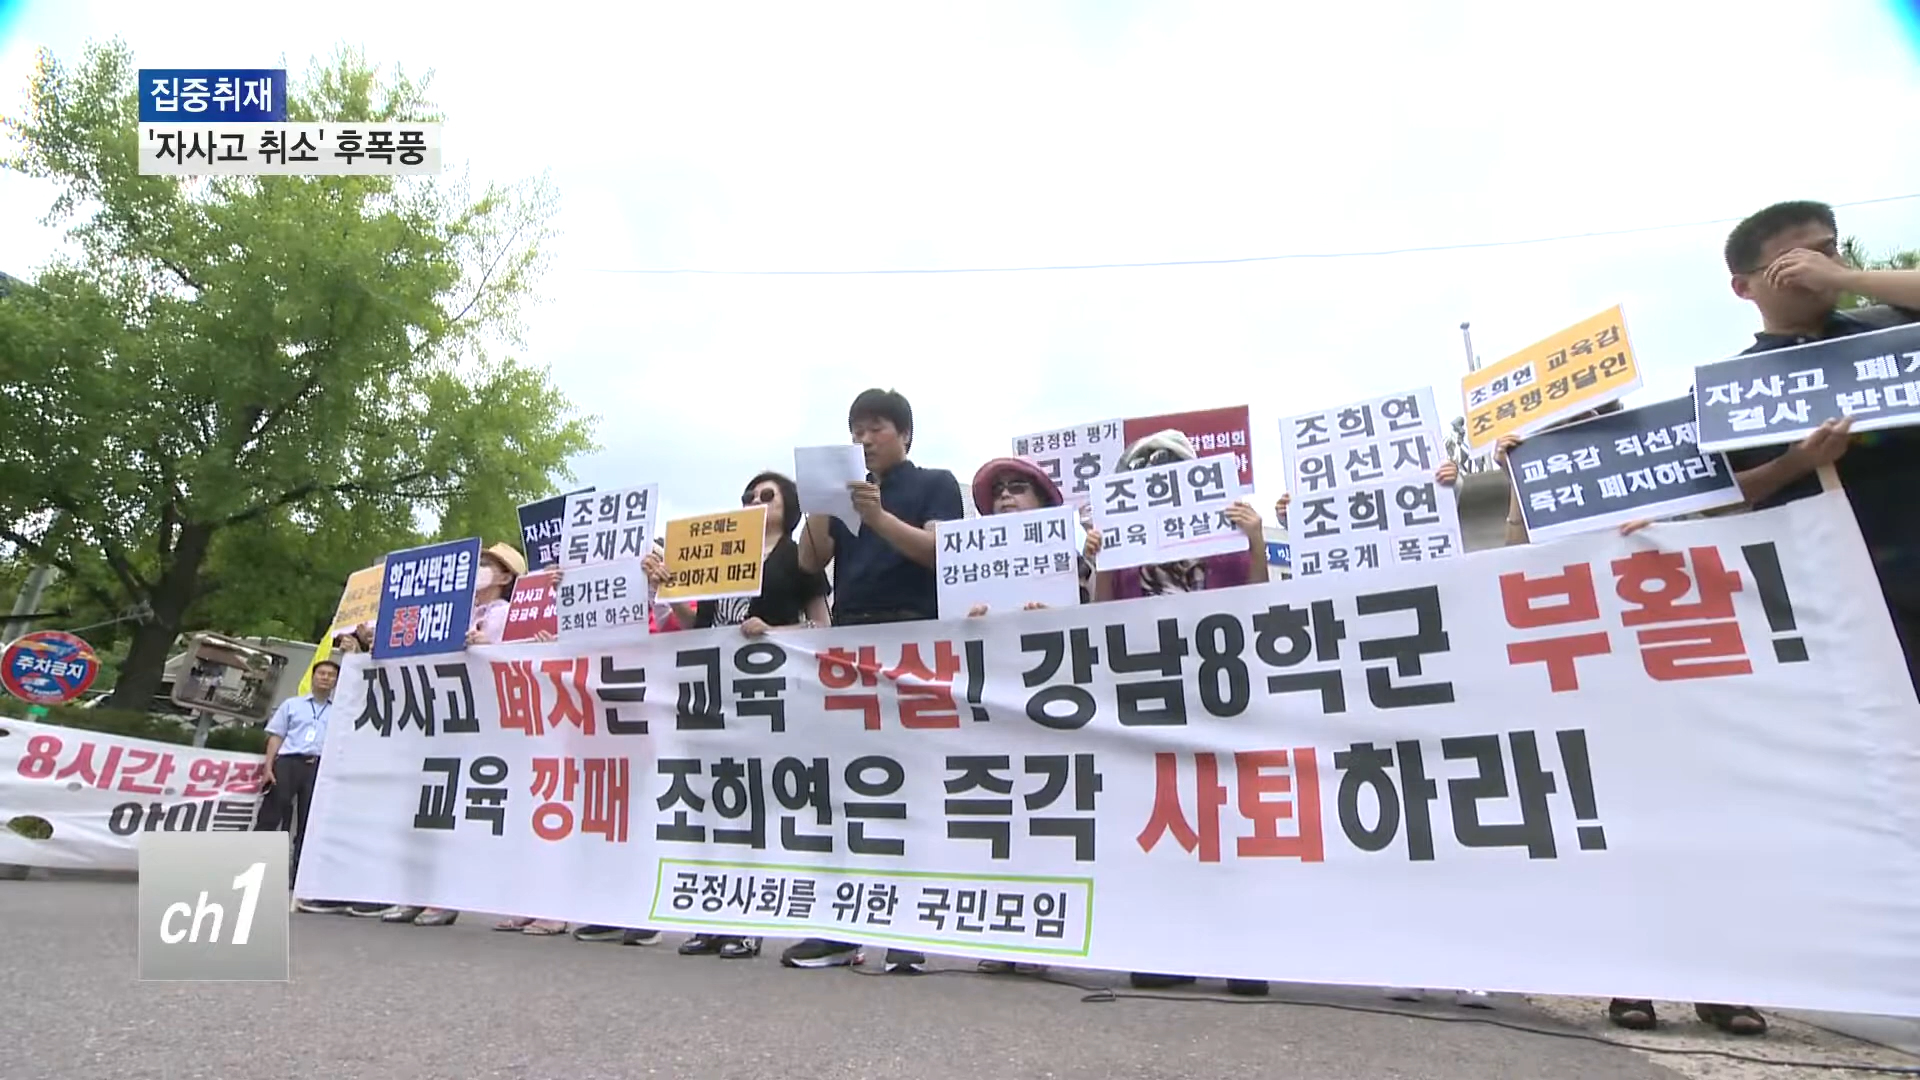 집중취재
'자사고 취소' 후폭풍
조희연 교육감
조폭행정달인
자사고 폐지
결사 반대
교육감 직선제
즉각 폐지하라
조희연
위선자
조희연
교육계 폭군
불공정한 평가
조희연
교육 학살자
자사고 폐지
강남8학군부활
유은혜는
자사고 폐지
동의하지 마라
조희연
독재자
평가단은
조희연 하수인
학교선택권을
존중하라!
주차금지
8시간 연장
아이들
자사고 폐지는 교육 학살! 강남8학군 부활!
교육 깡패 조희연은 즉각 사퇴하라!
공정사회를 위한 국민모임
ch1